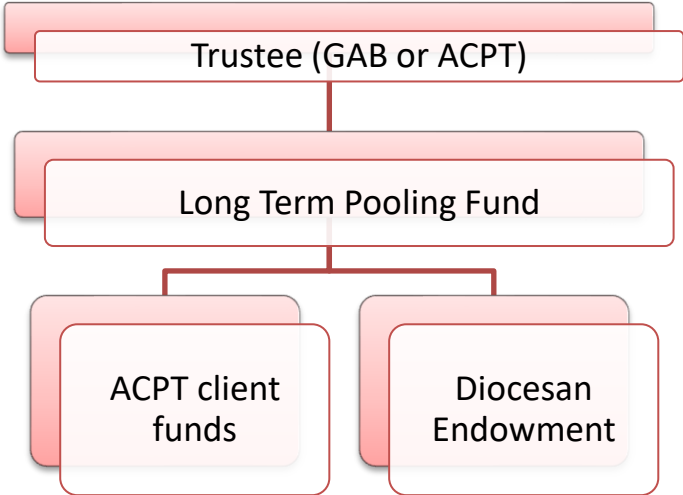 Trustee (GAB or ACPT)
Long Term Pooling Fund
ACPT client
funds
Diocesan
Endowment